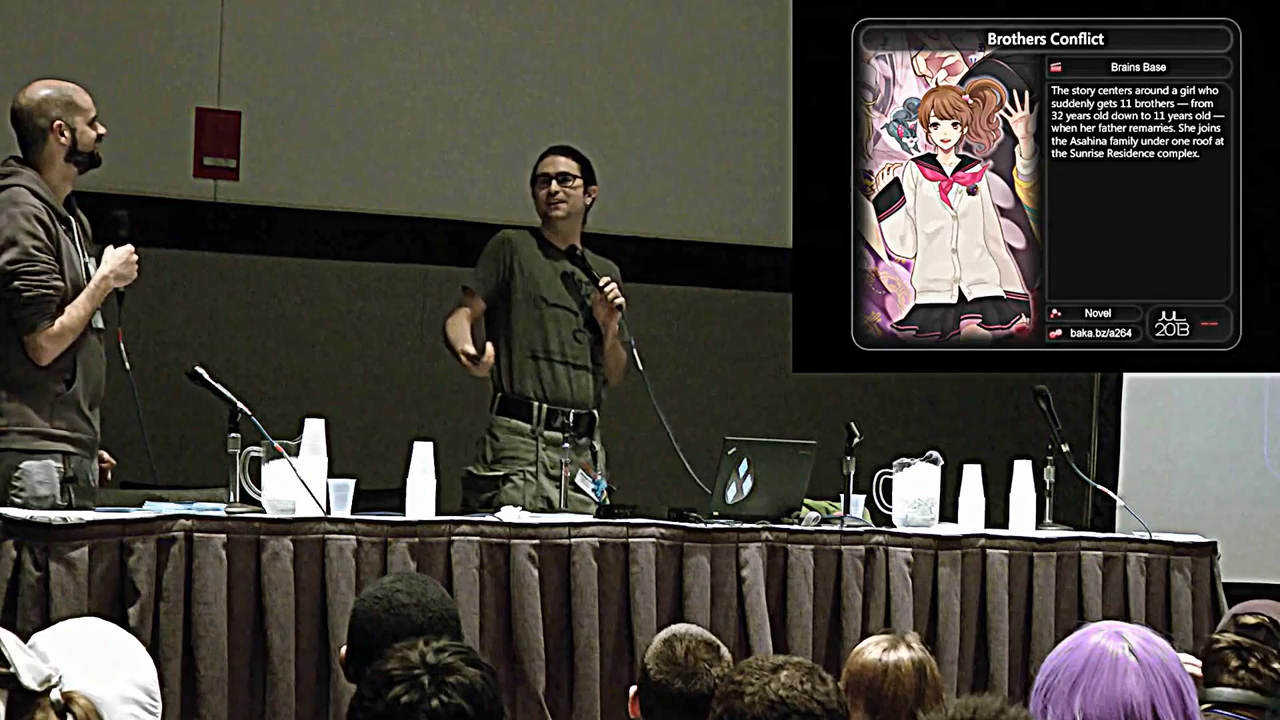 Brothers Conflict
Brains Base
The story centers around a girl who
suddenly gets 11 brothers — from
32 years old down to 11 years old —
when her father remarries. She joins
the Asahina family under one roof at
the Sunrise Residence complex.
Novel
baka.bz/a264
JUL
2013